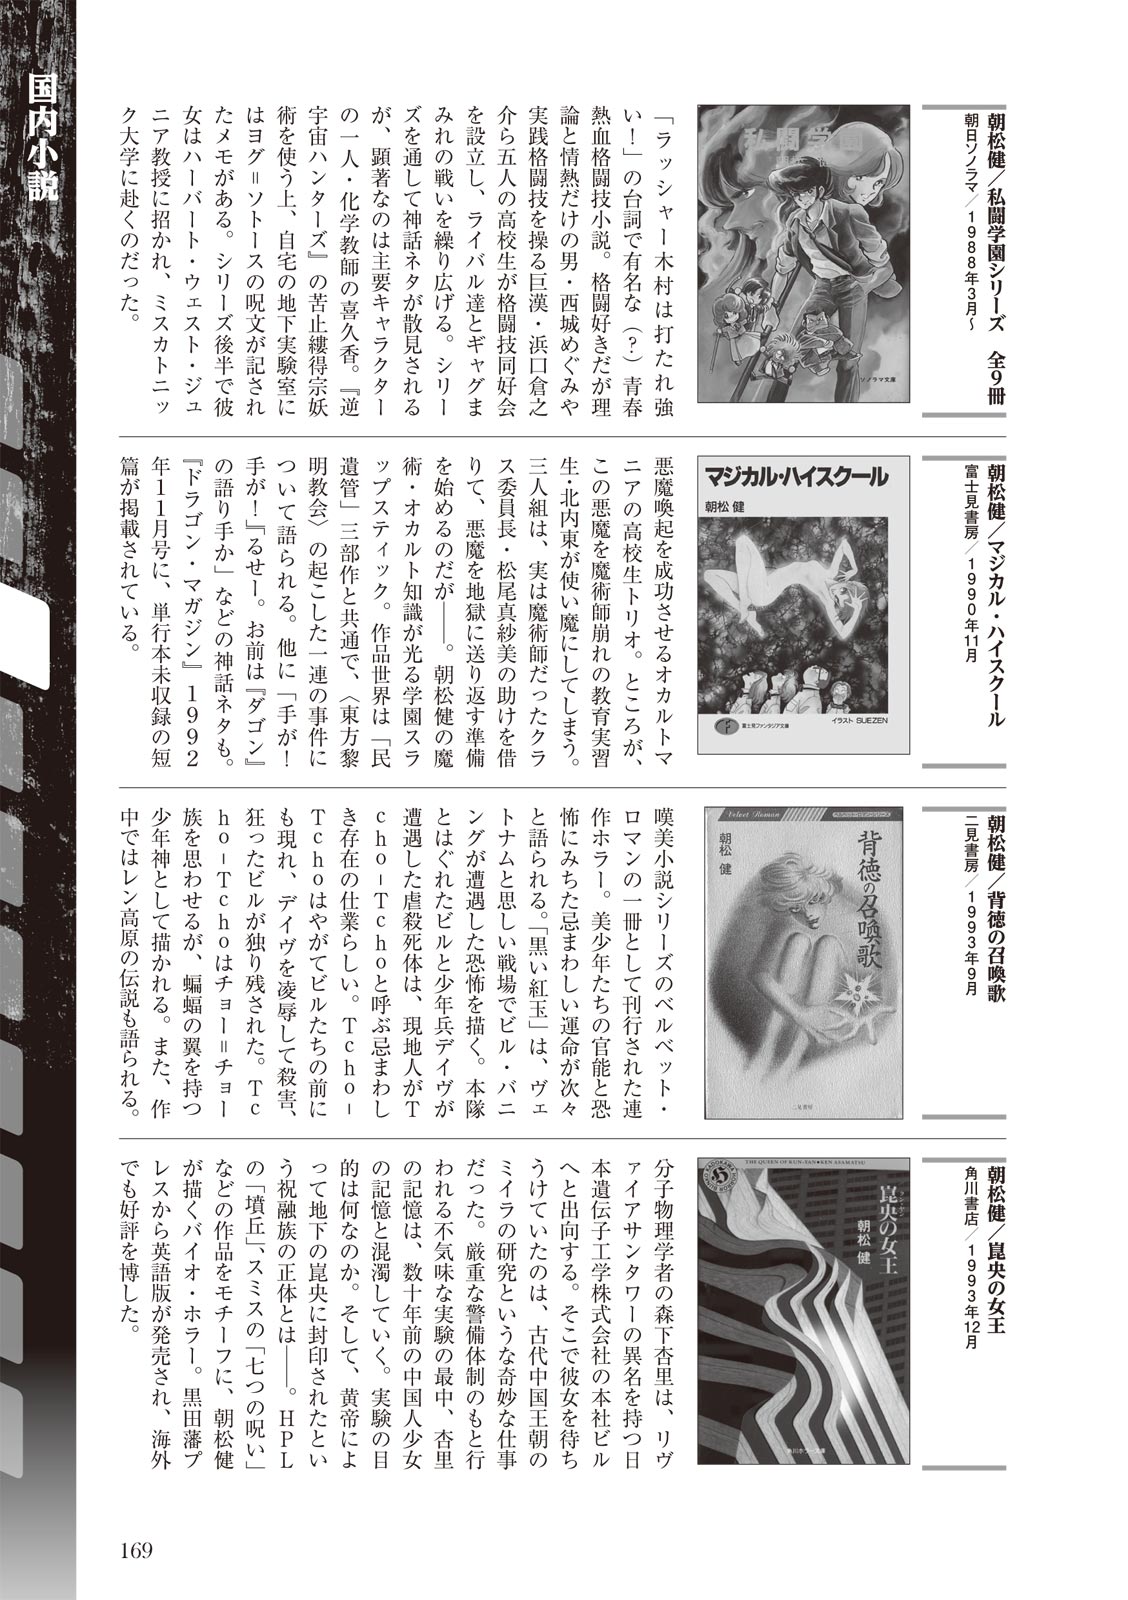 国内小説
朝松健／私闘学園シリーズ　全9冊
朝日ソノラマ／1988年3月〜
私闘学園
ソノラマ文庫
「ラッシャー木村は打たれ強
い！」の台詞で有名な（？）青春
熱血格闘技小説。格闘好きだが理
論と情熱だけの男・西城めぐみや
実践格闘技を操る巨漢・浜口倉之
介ら五人の高校生が格闘技同好会
を設立し、ライバル達とギャグま
みれの戦いを繰り広げる。シリー
ズを通して神話ネタが散見される
が、顕著なのは主要キャラクター
の一人・化学教師の喜久香。『逆
宇宙ハンターズ』の苦止縷得宗妖
術を使う上、自宅の地下実験室に
はヨグ＝ソトースの呪文が記され
たメモがある。シリーズ後半で彼
女はハーバート・ウェスト・ジュ
ニア教授に招かれ、ミスカトニッ
ク大学に赴くのだった。
朝松健／マジカル・ハイスクール
富士見書房／1990年11月
マジカル・ハイスクール
朝松 健
富士見ファンタジア文庫
イラスト SUEZEN
悪魔喚起を成功させるオカルトマ
ニアの高校生トリオ。ところが、
この悪魔を魔術師崩れの教育実習
生・北内東が使い魔にしてしまう。
三人組は、実は魔術師だったクラ
ス委員長・松尾真紗美の助けを借
りて、悪魔を地獄に送り返す準備
を始めるのだが――。朝松健の魔
術・オカルト知識が光る学園スラ
ップスティック。作品世界は「民
遺管」三部作と共通で、〈東方黎
明教会〉の起こした一連の事件に
ついて語られる。他に「手が！
手が！『るせー。お前は『ダゴン』
の語り手か」などの神話ネタも。
『ドラゴン・マガジン』１９９２
年１１月号に、単行本未収録の短
篇が掲載されている。
朝松健／背徳の召喚歌
二見書房／1993年9月
Velvet Roman
ベルベット・ロマンシリーズ
背徳の召喚歌
朝松 健
二見書房
嘆美小説シリーズのベルベット・
ロマンの一冊として刊行された連
作ホラー。美少年たちの官能と恐
怖にみちた忌まわしい運命が次々
と語られる。「黒い紅玉」は、ヴェ
トナムと思しい戦場でビル・バニ
ングが遭遇した恐怖を描く。本隊
とはぐれたビルと少年兵デイヴが
遭遇した虐殺死体は、現地人がＴ
ｃｈｏ－Ｔｃｈｏと呼ぶ忌まわし
き存在の仕業らしい。Ｔｃｈｏ－
Ｔｃｈｏはやがてビルたちの前に
も現れ、デイヴを凌辱して殺害、
狂ったビルが独り残された。Ｔｃ
ｈｏ－Ｔｃｈｏはチョー＝チョー
族を思わせるが、蝙蝠の翼を持つ
少年神として描かれる。また、作
中ではレン高原の伝説も語られる。
朝松健／崑央の女王
角川書店／1993年12月
THE QUEEN OF KUN-YAN●KEN ASAMATSU
崑央の女王
クン・ヤン
朝松 健
角川ホラー文庫
分子物理学者の森下杏里は、リヴ
ァイアサンタワーの異名を持つ日
本遺伝子工学株式会社の本社ビル
へと出向する。そこで彼女を待ち
うけていたのは、古代中国王朝の
ミイラの研究というな奇妙な仕事
だった。厳重な警備体制のもと行
われる不気味な実験の最中、杏里
の記憶は、数十年前の中国人少女
の記憶と混濁していく。実験の目
的は何なのか。そして、黄帝によ
って地下の崑央に封印されたとい
う祝融族の正体とは――。ＨＰＬ
の「墳丘」、スミスの「七つの呪い」
などの作品をモチーフに、朝松健
が描くバイオ・ホラー。黒田藩プ
レスから英語版が発売され、海外
でも好評を博した。
169